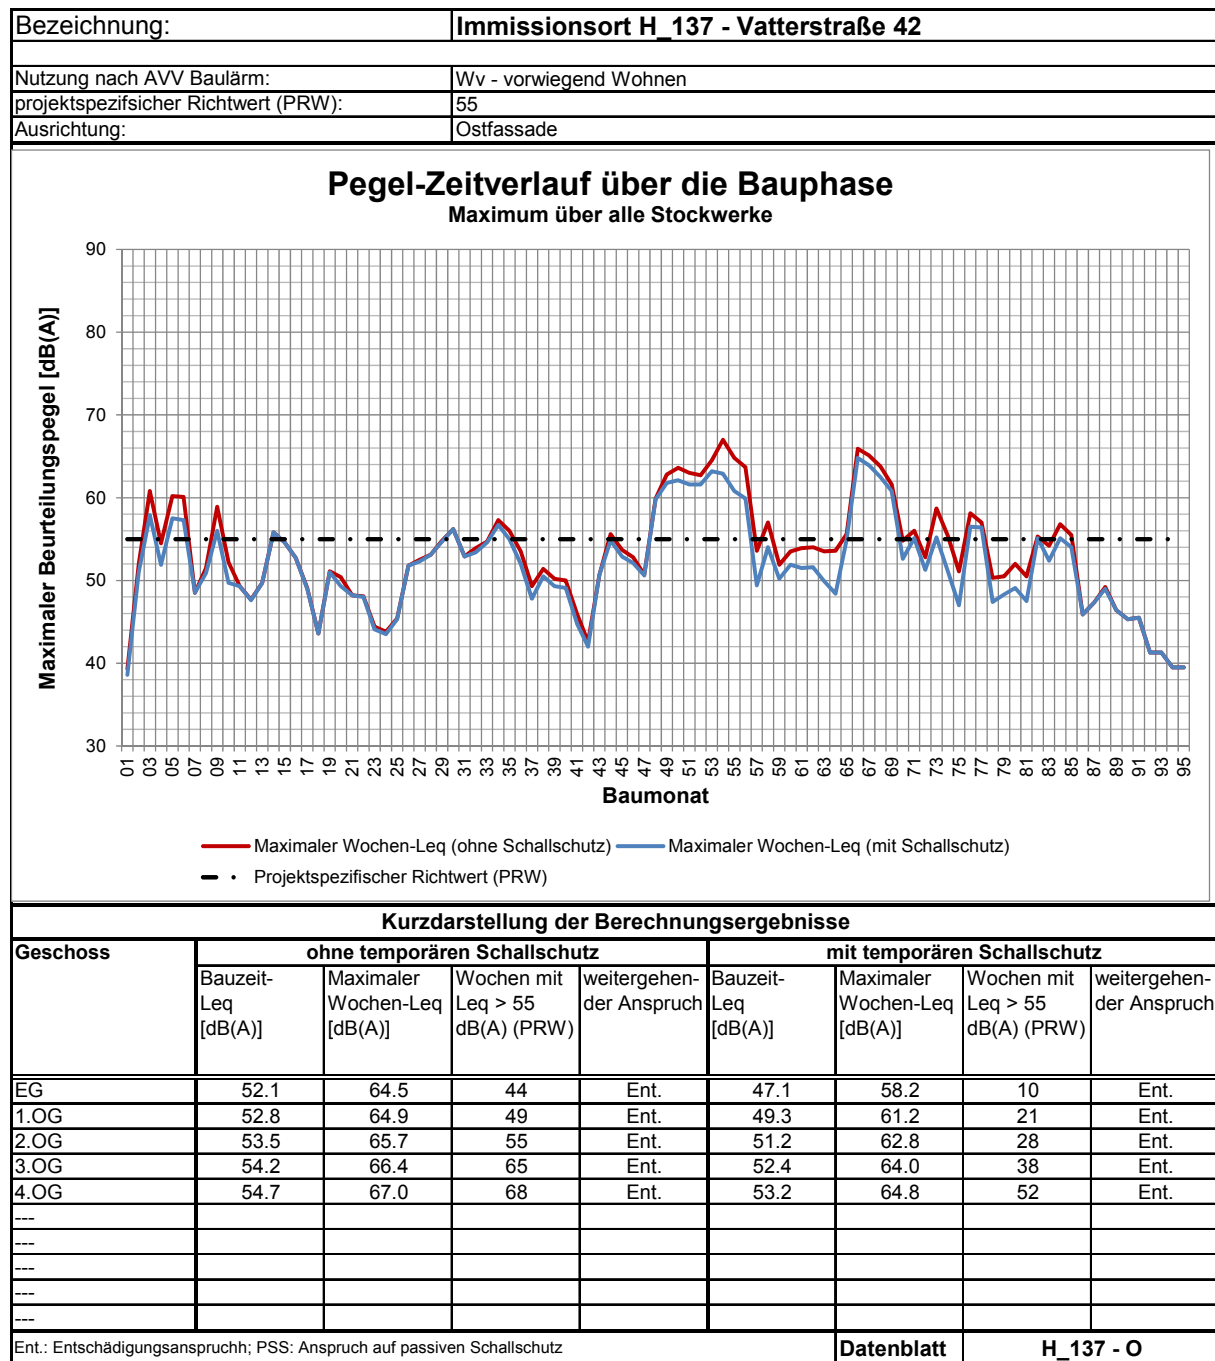 Bezeichnung: Immissionsort H_137 - Vatterstraße 42
Nutzung nach AVV Baulärm: Wv - vorwiegend Wohnen
projektspezifsicher Richtwert (PRW): 55
Ausrichtung: Ostfassade
Pegel-Zeitverlauf über die Bauphase
Maximum über alle Stockwerke
Maximaler Beurteilungspegel [dB(A)]
90
80
70
60
50
40
30
01 03 05 07 09 11 13 15 17 19 21 23 25 27 29 31 33 35 37 39 41 43 45 47 49 51 53 55 57 59 61 63 65 67 69 71 73 75 77 79 81 83 85 87 89 91 93 95
Baumonat
Maximaler Wochen-Leq (ohne Schallschutz) Maximaler Wochen-Leq (mit Schallschutz)
Projektspezifischer Richtwert (PRW)
Kurzdarstellung der Berechnungsergebnisse
Geschoss ohne temporären Schallschutz mit temporären Schallschutz
Bauzeit- Maximaler Wochen mit weitergehen- Bauzeit- Maximaler Wochen mit weitergehen-
Leq Wochen-Leq Leq > 55 der Anspruch Leq Wochen-Leq Leq > 55 der Anspruch
[dB(A)] [dB(A)] dB(A) (PRW) [dB(A)] [dB(A)] dB(A) (PRW)
EG 52.1 64.5 44 Ent. 47.1 58.2 10 Ent.
1.OG 52.8 64.9 49 Ent. 49.3 61.2 21 Ent.
2.OG 53.5 65.7 55 Ent. 51.2 62.8 28 Ent.
3.OG 54.2 66.4 65 Ent. 52.4 64.0 38 Ent.
4.OG 54.7 67.0 68 Ent. 53.2 64.8 52 Ent.
---
---
---
---
---
Ent.: Entschädigungsanspruchh; PSS: Anspruch auf passiven Schallschutz Datenblatt H_137 - O